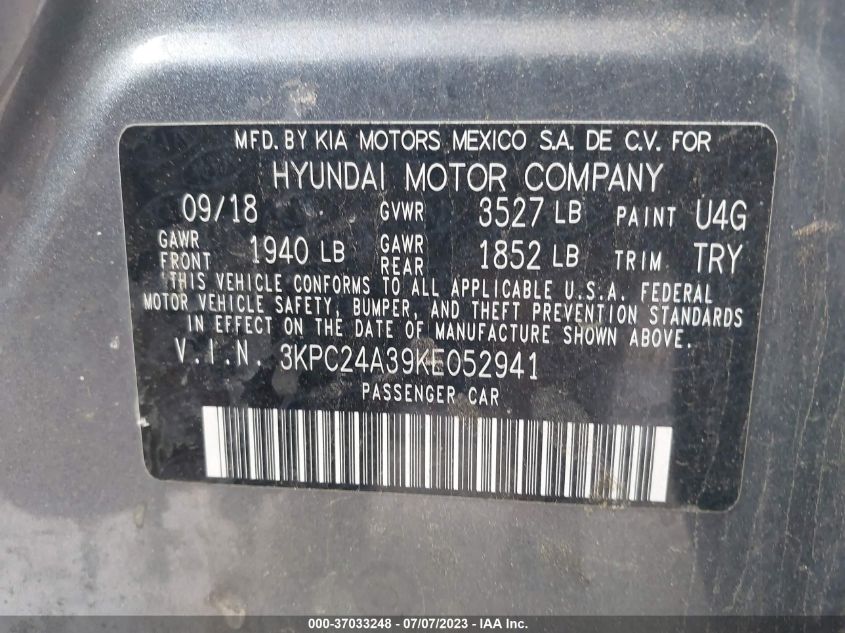 MFD. BY KIA MOTORS MEXICO S.A. DE C.V. FOR
HYUNDAI MOTOR COMPANY
09/18 GVWR 3527 LB PAINT U4G
GAWR FRONT 1940 LB GAWR REAR 1852 LB TRIM TRY
THIS VEHICLE CONFORMS TO ALL APPLICABLE U.S.A. FEDERAL
MOTOR VEHICLE SAFETY, BUMPER, AND THEFT PREVENTION STANDARDS
IN EFFECT ON THE DATE OF MANUFACTURE SHOWN ABOVE.
V.I.N. 3KPC24A39KE052941
PASSENGER CAR
000-37033248 - 07/07/2023 - IAA Inc.